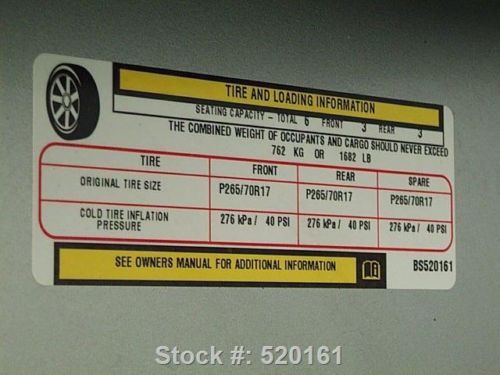 TIRE AND LOADING INFORMATION
SEATING CAPACITY - TOTAL 6 FRONT 3 REAR 3
THE COMBINED WEIGHT OF OCCUPANTS AND CARGO SHOULD NEVER EXCEED
762 KG OR 1682 LB
TIRE FRONT REAR SPARE
ORIGINAL TIRE SIZE P265/70R17 P265/70R17 P265/70R17
COLD TIRE INFLATION PRESSURE 276 kPa/ 40 PSI 276 kPa/ 40 PSI 276 kPa/ 40 PSI
SEE OWNERS MANUAL FOR ADDITIONAL INFORMATION BS520161
Stock #: 520161